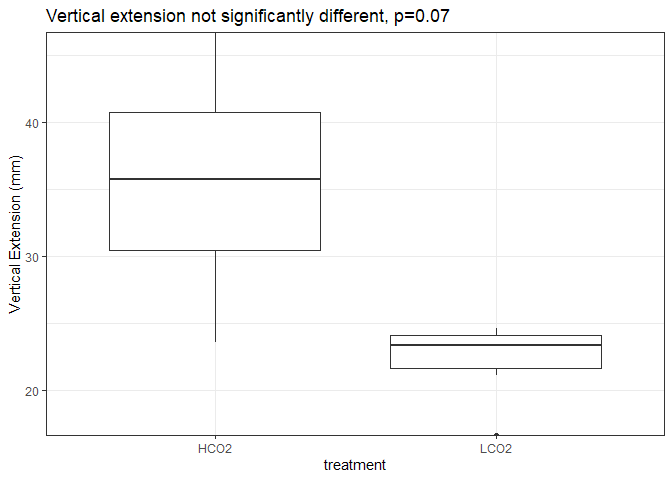 Vertical extension not significantly different, p=0.07
Vertical Extension (mm)
40
30
20
HCO2
LCO2
treatment